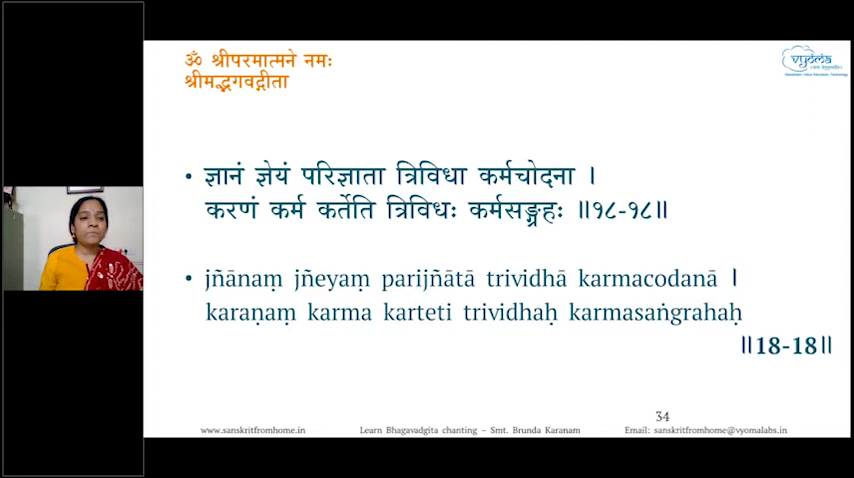 ॐ श्रीपरमात्मने नमः
श्रीमद्भगवद्गीता
vyoma
• ज्ञानं ज्ञेयं परिज्ञाता त्रिविधा कर्मचोदना ।
करणं कर्म कर्तेति त्रिविधः कर्मसङ्ग्रहः ॥१८-१८॥
• jñānaṃ jñeyaṃ parijñātā trividhā karmacodanā ।
karaṇaṃ karma karteti trividhaḥ karmasaṅgrahaḥ
॥18-18॥
34
www.sanskritfromhome.in Learn Bhagavadgita chanting – Smt. Brunda Karanam Email: sanskritfromhome@vyomalabs.in